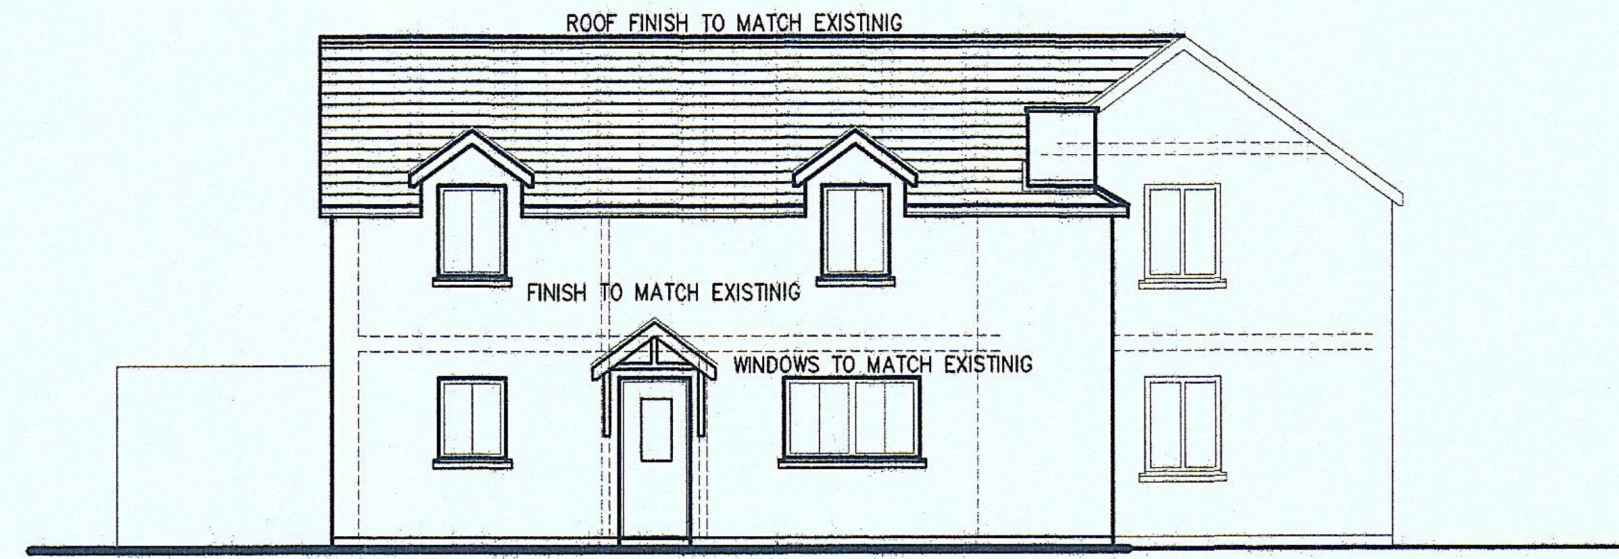 ROOF FINISH TO MATCH EXISTINIG
FINISH TO MATCH EXISTINIG
WINDOWS TO MATCH EXISTINIG